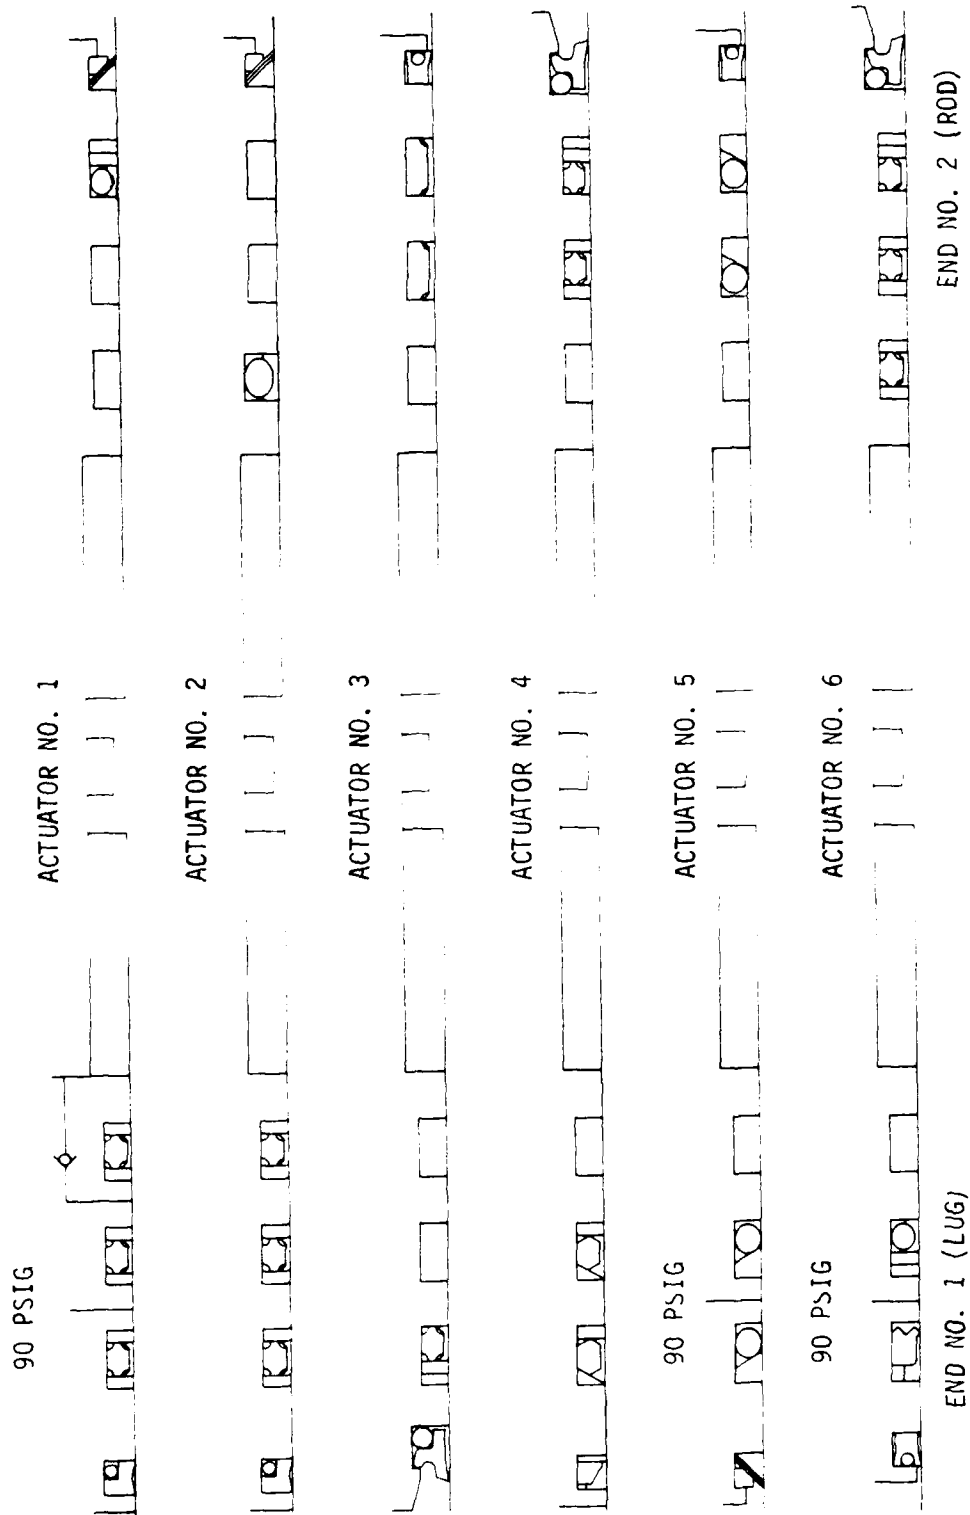 90 PSIG
ACTUATOR NO. 1
ACTUATOR NO. 2
ACTUATOR NO. 3
ACTUATOR NO. 4
90 PSIG
ACTUATOR NO. 5
90 PSIG
ACTUATOR NO. 6
END NO. 1 (LUG)
END NO. 2 (ROD)